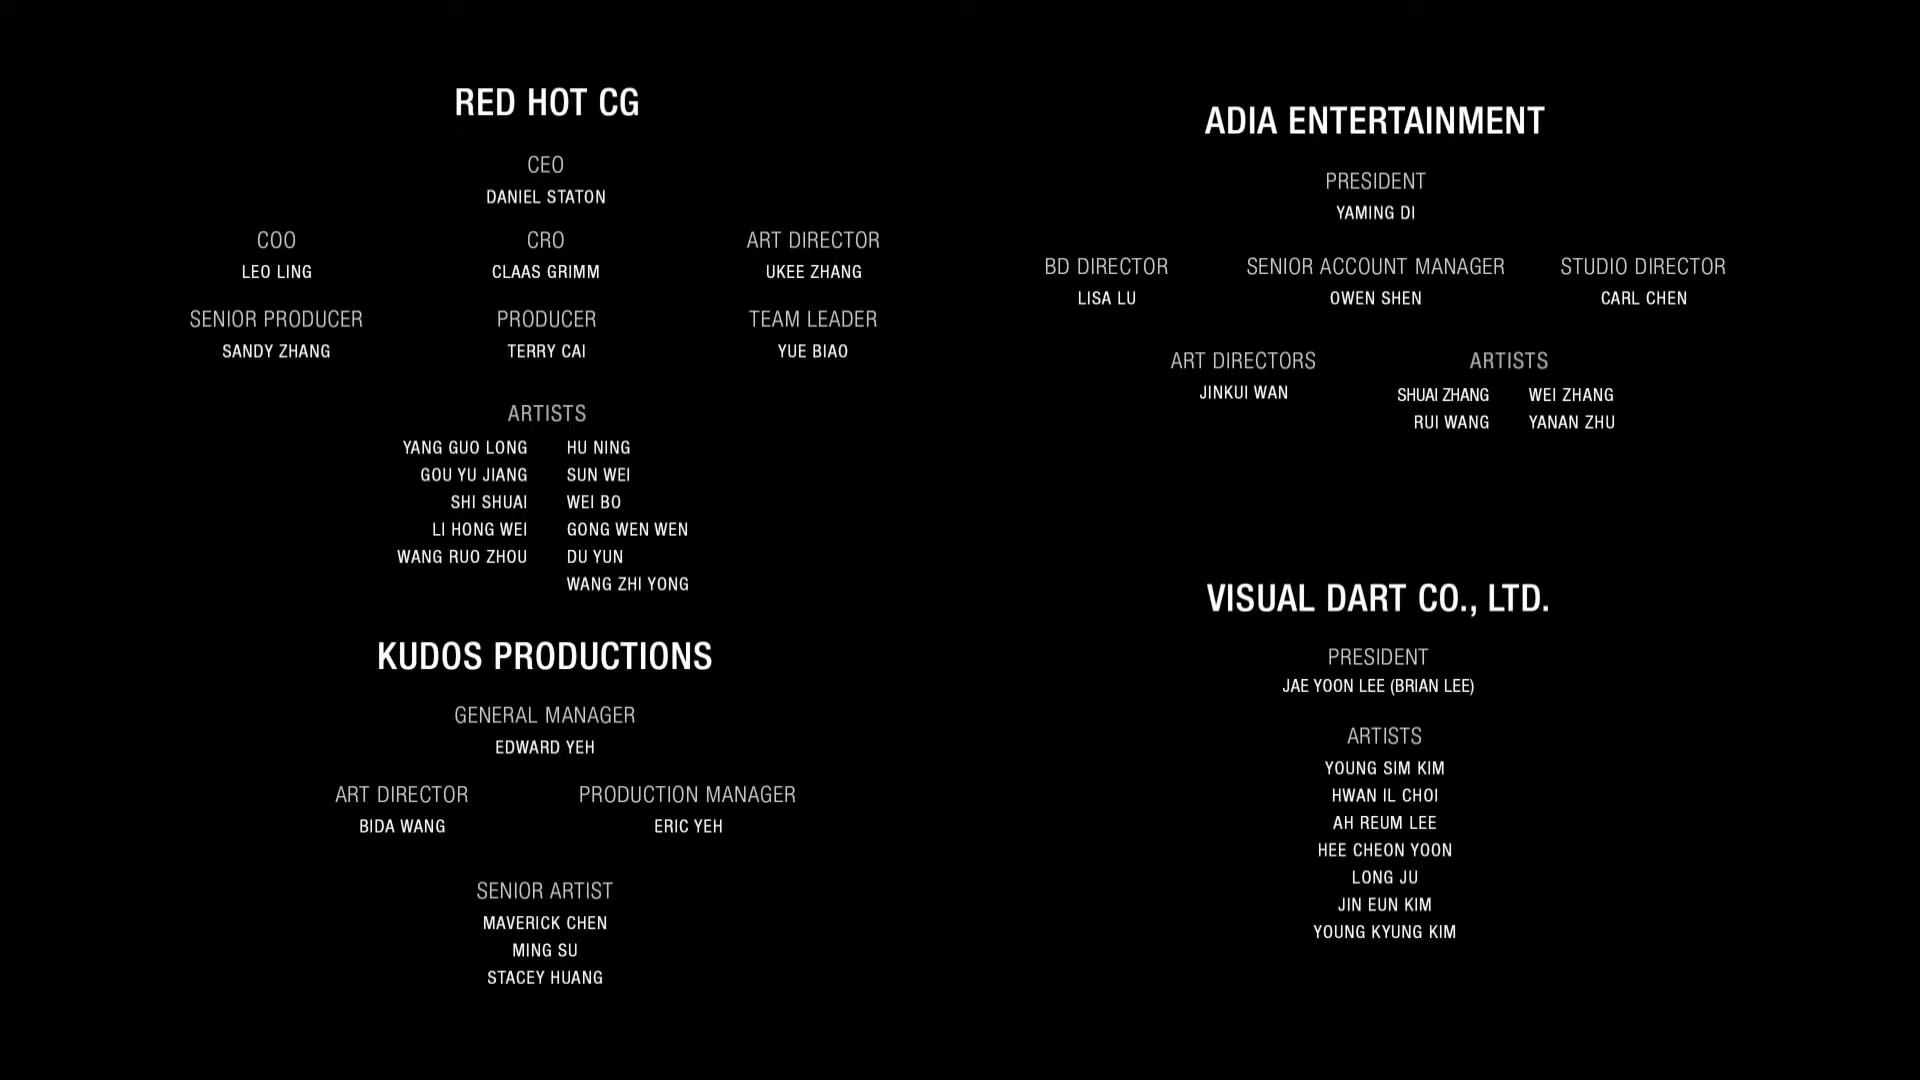 RED HOT CG
CEO
DANIEL STATON
COO CRO ART DIRECTOR
LEO LING CLAAS GRIMM UKEE ZHANG
SENIOR PRODUCER PRODUCER TEAM LEADER
SANDY ZHANG TERRY CAI YUE BIAO
ARTISTS
YANG GUO LONG HU NING
GOU YU JIANG SUN WEI
SHI SHUAI WEI BO
LI HONG WEI GONG WEN WEN
WANG RUO ZHOU DU YUN
WANG ZHI YONG
KUDOS PRODUCTIONS
GENERAL MANAGER
EDWARD YEH
ART DIRECTOR PRODUCTION MANAGER
BIDA WANG ERIC YEH
SENIOR ARTIST
MAVERICK CHEN
MING SU
STACEY HUANG
ADIA ENTERTAINMENT
PRESIDENT
YAMING DI
BD DIRECTOR SENIOR ACCOUNT MANAGER STUDIO DIRECTOR
LISA LU OWEN SHEN CARL CHEN
ART DIRECTORS ARTISTS
JINKUI WAN SHUAI ZHANG WEI ZHANG
RUI WANG YANAN ZHU
VISUAL DART CO., LTD.
PRESIDENT
JAE YOON LEE (BRIAN LEE)
ARTISTS
YOUNG SIM KIM
HWAN IL CHOI
AH REUM LEE
HEE CHEON YOON
LONG JU
JIN EUN KIM
YOUNG KYUNG KIM